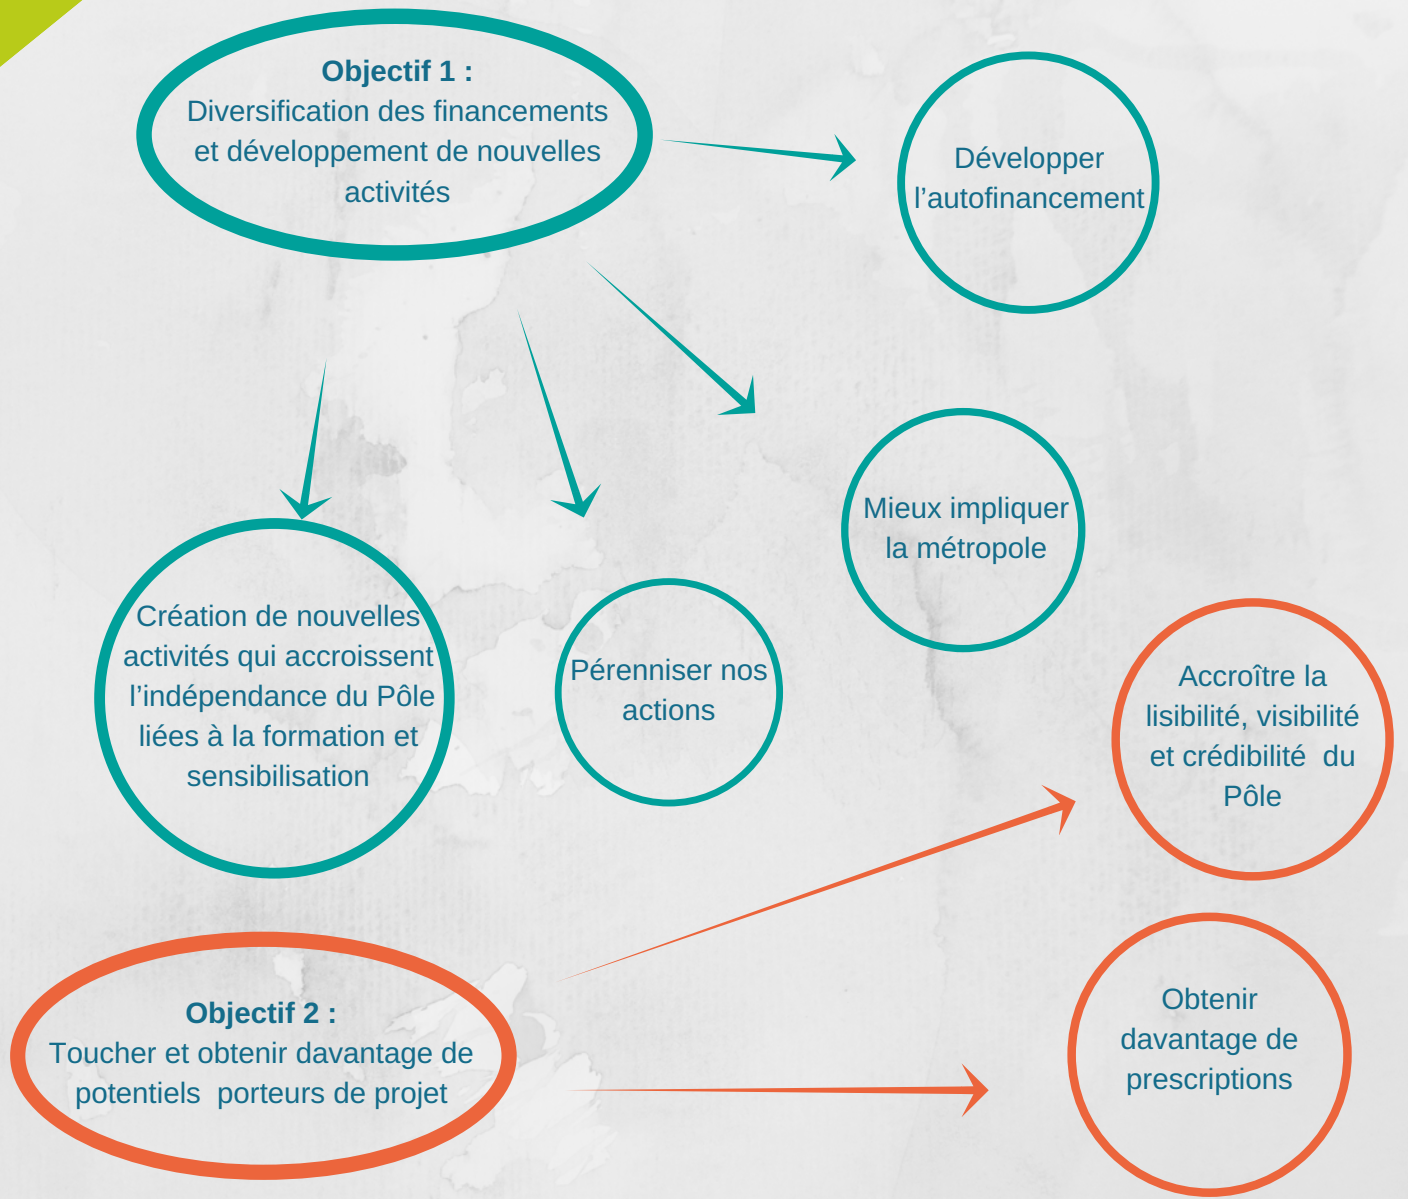 Objectif 1 :
Diversification des financements
et développement de nouvelles
activités
Développer
l’autofinancement
Mieux impliquer
la métropole
Création de nouvelles
activités qui accroissent
l’indépendance du Pôle
liées à la formation et
sensibilisation
Pérenniser nos
actions
Accroître la
lisibilité, visibilité
et crédibilité du
Pôle
Objectif 2 :
Toucher et obtenir davantage de
potentiels porteurs de projet
Obtenir
davantage de
prescriptions